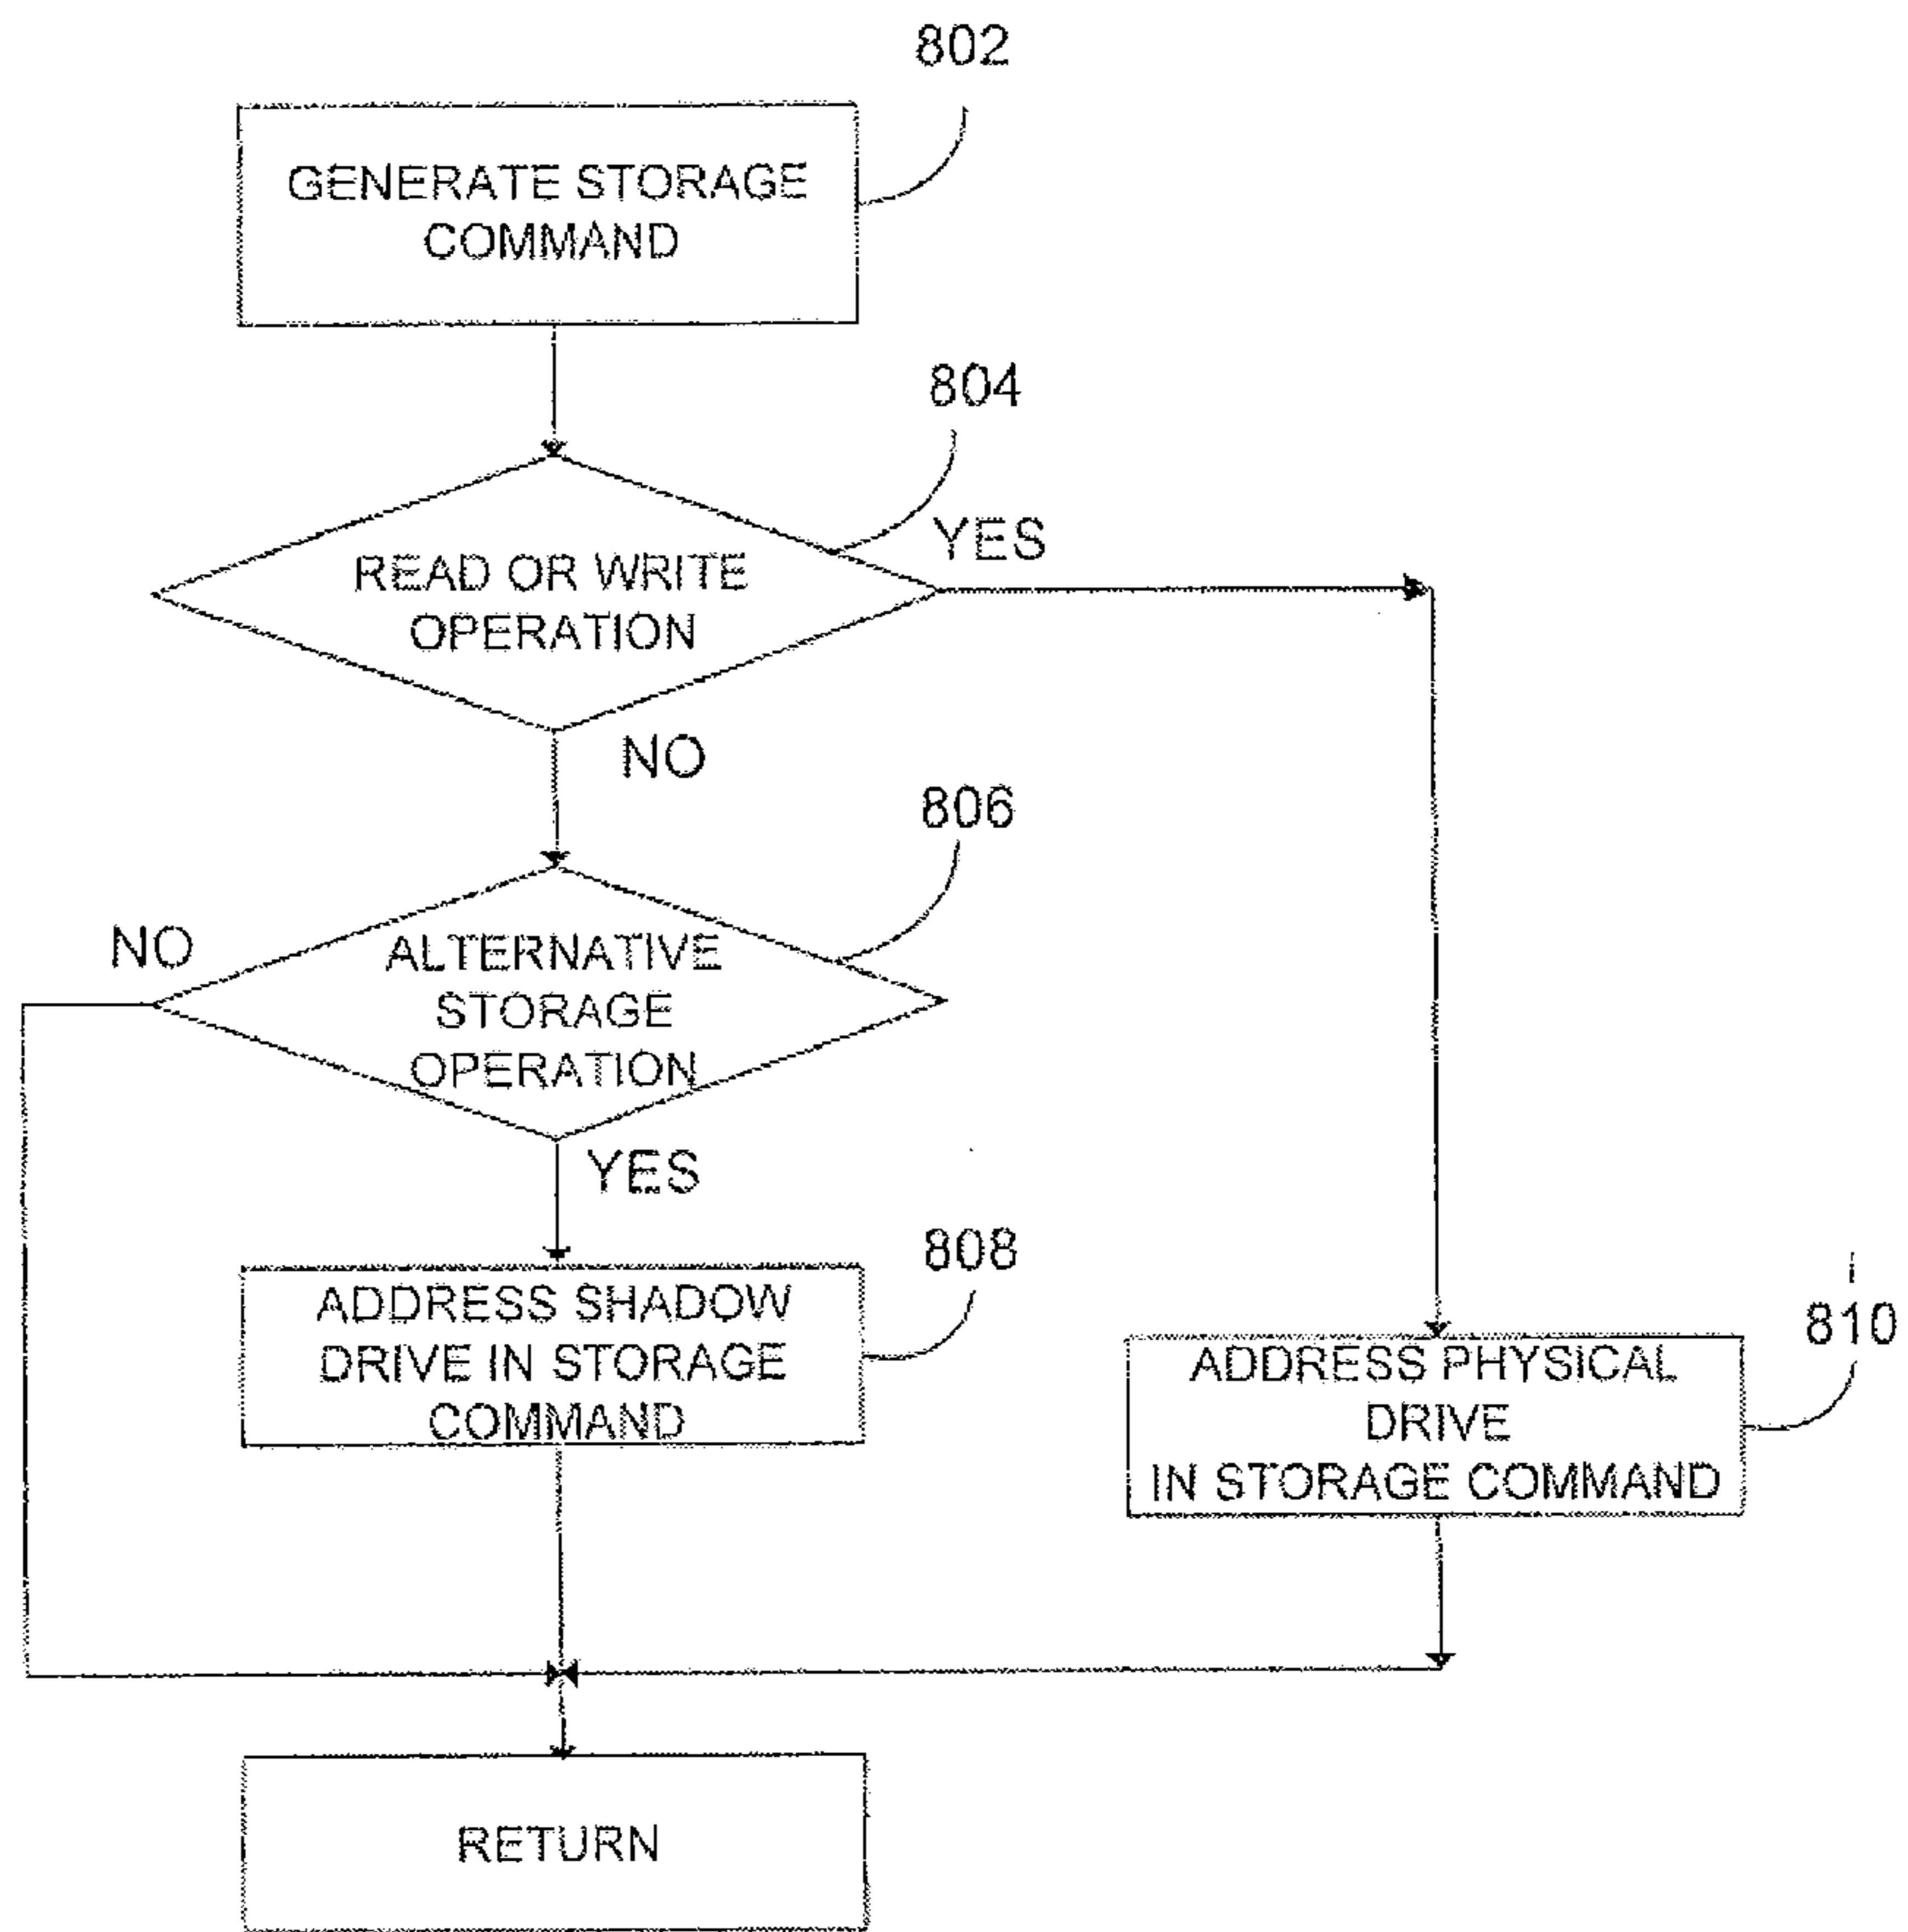 802
GENERATE STORAGE
COMMAND
804
YES
READ OR WRITE
OPERATION
NO
806
NO
ALTERNATIVE
STORAGE
OPERATION
YES
808
ADDRESS SHADOW
DRIVE IN STORAGE
COMMAND
810
ADDRESS PHYSICAL
DRIVE
IN STORAGE COMMAND
RETURN